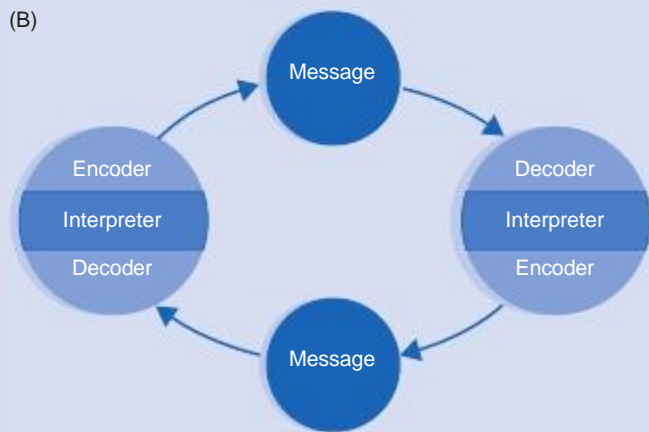 (B)
Message
Encoder
Interpreter
Decoder
Decoder
Interpreter
Encoder
Message